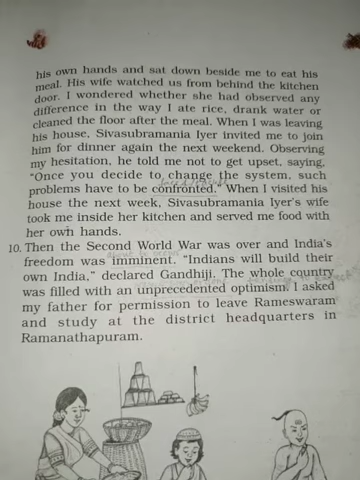 his own hands and sat down beside me to eat his
meal. His wife watched us from behind the kitchen
door. I wondered whether she had observed any
difference in the way I ate rice, drank water or
cleaned the floor after the meal. When I was leaving
his house, Sivasubramania Iyer invited me to join
him for dinner again the next weekend. Observing
my hesitation, he told me not to get upset, saying,
“Once you decide to change the system, such
problems have to be confronted.” When I visited his
house the next week, Sivasubramania Iyer’s wife
took me inside her kitchen and served me food with
her own hands.
10. Then the Second World War was over and India’s
about to occur
freedom was imminent. “Indians will build their
own India,” declared Gandhiji. The whole country
was filled with an unprecedented optimism. I asked
my father for permission to leave Rameswaram
and study at the district headquarters in
Ramanathapuram.